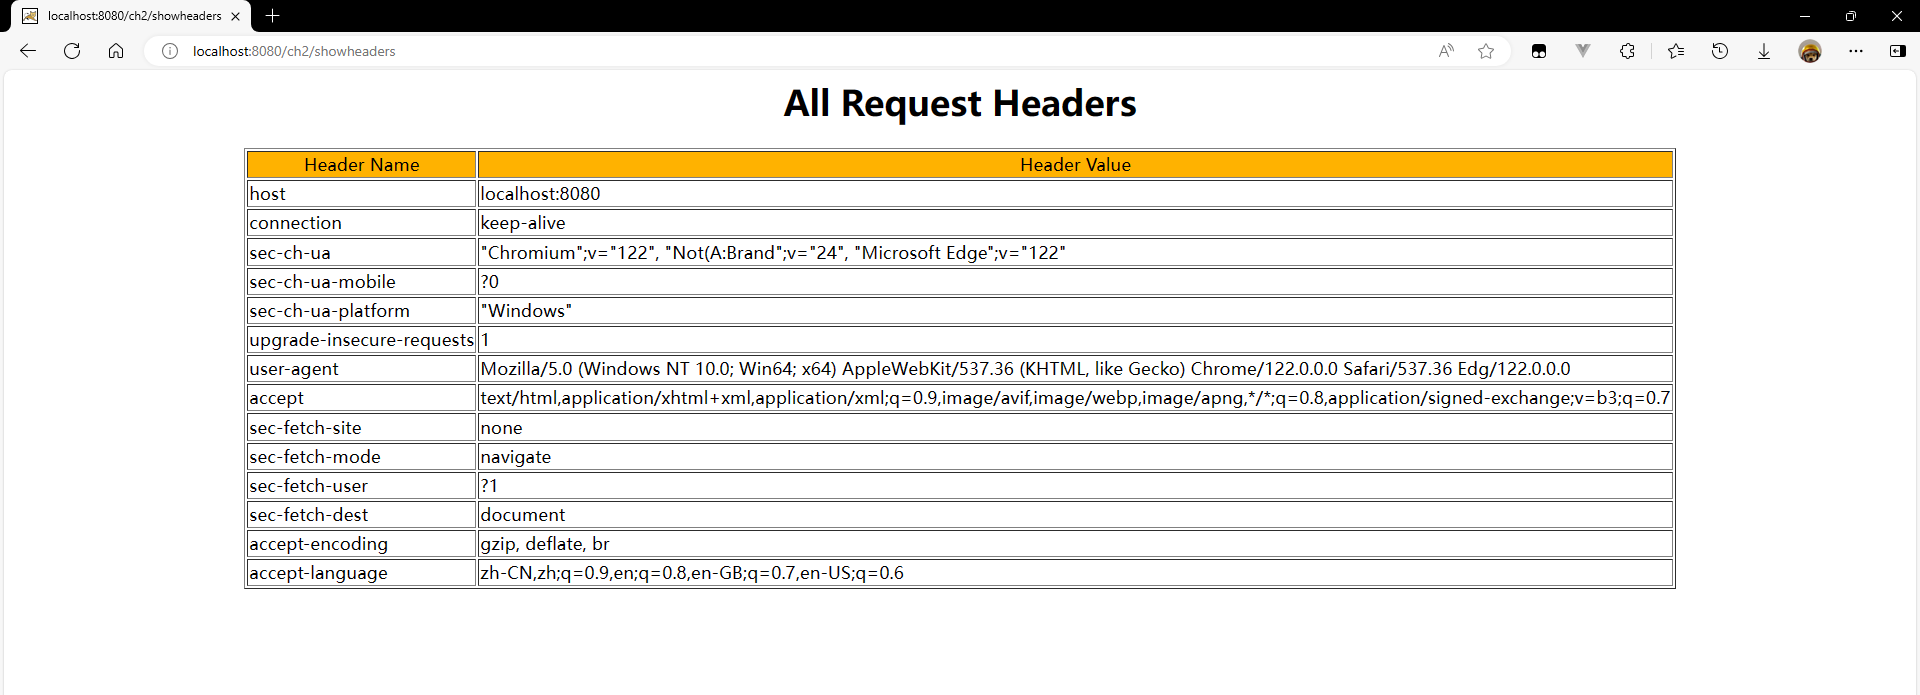 localhost:8080/ch2/showheaders
localhost:8080/ch2/showheaders
All Request Headers
Header Name Header Value
host localhost:8080
connection keep-alive
sec-ch-ua "Chromium";v="122", "Not(A:Brand";v="24", "Microsoft Edge";v="122"
sec-ch-ua-mobile ?0
sec-ch-ua-platform "Windows"
upgrade-insecure-requests 1
user-agent Mozilla/5.0 (Windows NT 10.0; Win64; x64) AppleWebKit/537.36 (KHTML, like Gecko) Chrome/122.0.0.0 Safari/537.36 Edg/122.0.0.0
accept text/html,application/xhtml+xml,application/xml;q=0.9,image/avif,image/webp,image/apng,*/*;q=0.8,application/signed-exchange;v=b3;q=0.7
sec-fetch-site none
sec-fetch-mode navigate
sec-fetch-user ?1
sec-fetch-dest document
accept-encoding gzip, deflate, br
accept-language zh-CN,zh;q=0.9,en;q=0.8,en-GB;q=0.7,en-US;q=0.6